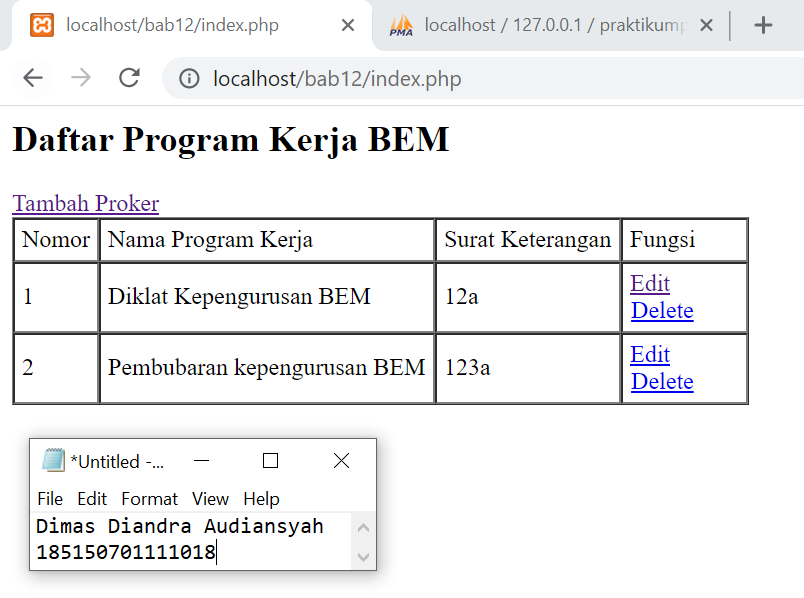 localhost/bab12/index.php
PMA localhost / 127.0.0.1 / praktikump
localhost/bab12/index.php
Daftar Program Kerja BEM
Tambah Proker
Nomor Nama Program Kerja Surat Keterangan Fungsi
1 Diklat Kepengurusan BEM 12a Edit
Delete
2 Pembubaran kepengurusan BEM 123a Edit
Delete
*Untitled -...
File Edit Format View Help
Dimas Diandra Audiansyah
185150701111018